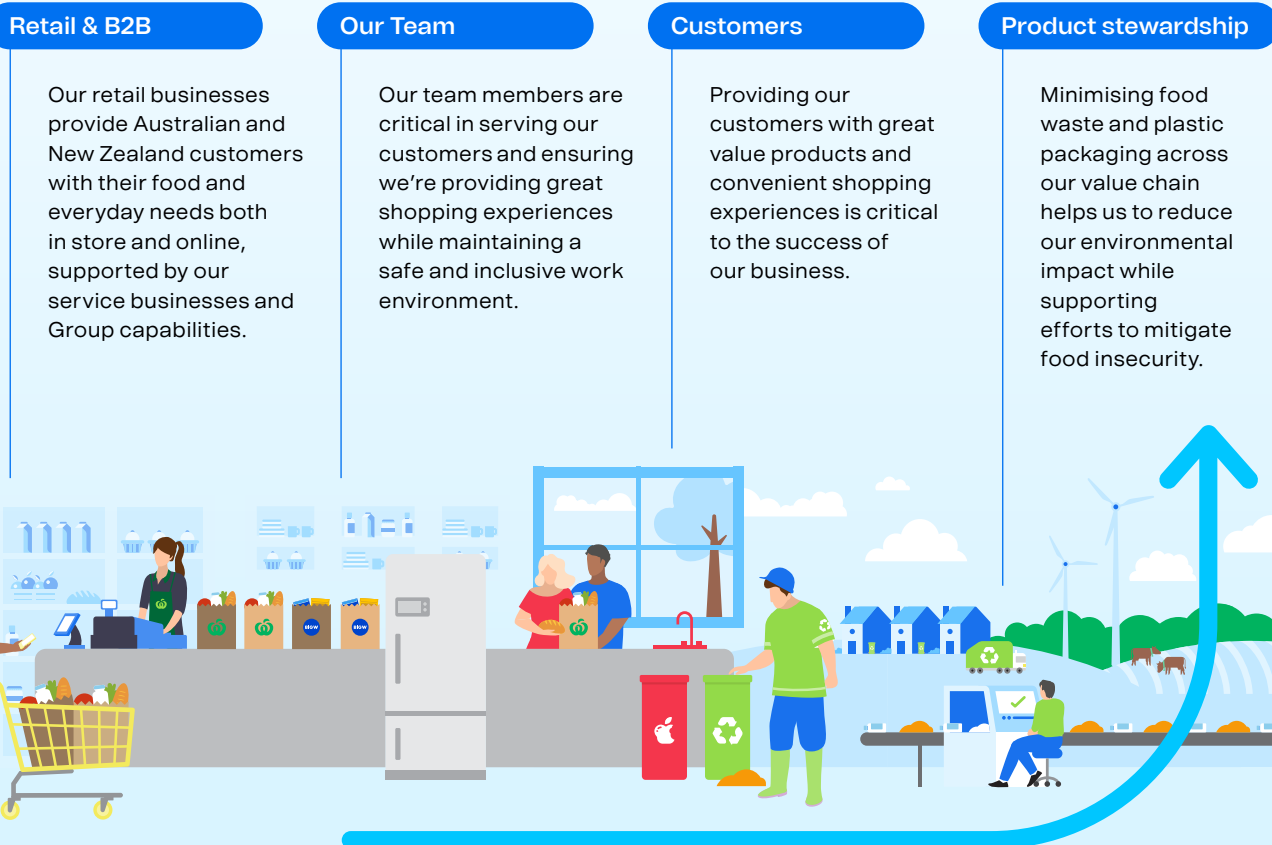 Retail & B2B
Our retail businesses
provide Australian and
New Zealand customers
with their food and
everyday needs both
in store and online,
supported by our
service businesses and
Group capabilities.
Our Team
Our team members are
critical in serving our
customers and ensuring
we’re providing great
shopping experiences
while maintaining a
safe and inclusive work
environment.
Customers
Providing our
customers with great
value products and
convenient shopping
experiences is critical
to the success of
our business.
Product stewardship
Minimising food
waste and plastic
packaging across
our value chain
helps us to reduce
our environmental
impact while
supporting
efforts to mitigate
food insecurity.
BIGW
BIGW